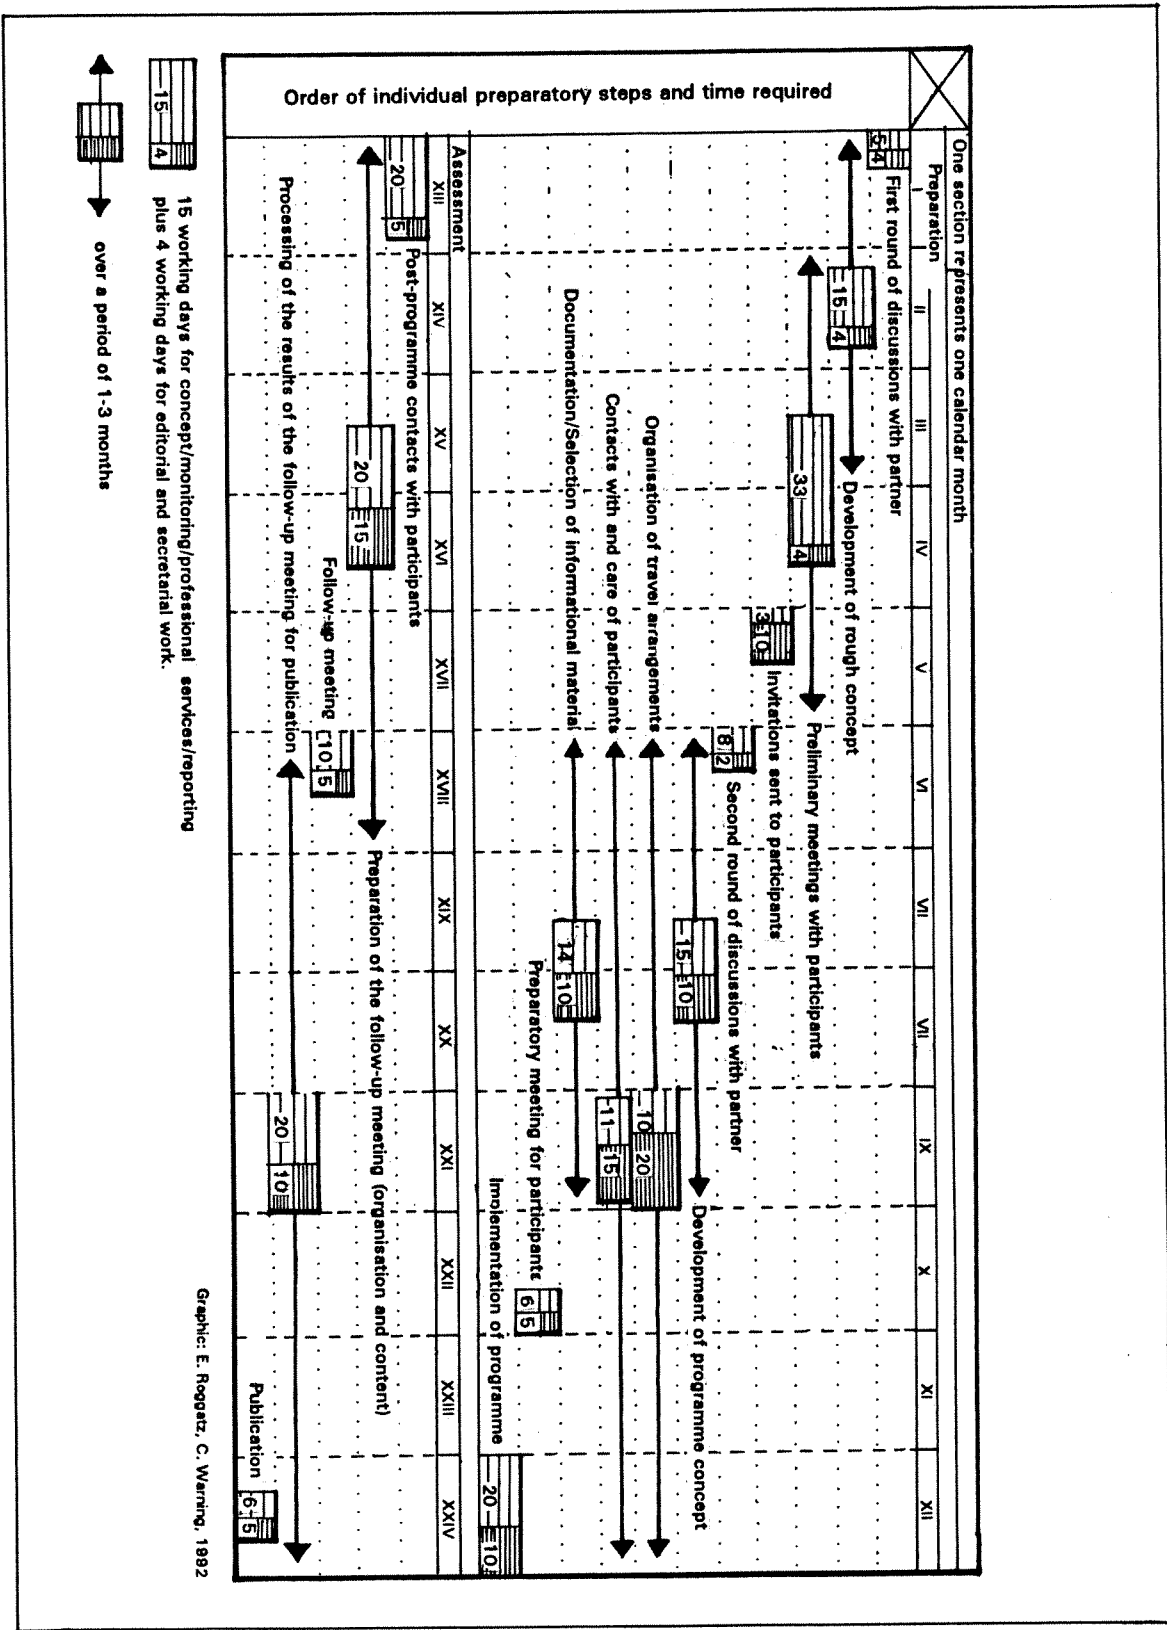 Order of individual preparatory steps and time required
One section represents one calendar month
Preparation
I
II
III
IV
V
VI
VII
VII
IX
X
XI
XII
5 4
First round of discussions with partner
15 4
Development of rough concept
33 4
Preliminary meetings with participants
3 10
Invitations sent to participants
8 2
Second round of discussions with partner
15 10
Development of programme concept
Organisation of travel arrangements
10 20
Contacts with and care of participants
11 15
Documentation/Selection of informational material
14 10
Preparatory meeting for participants
6 5
Implementation of programme
20 10
Assessment
XIII
XIV
XV
XVI
XVII
XVIII
XIX
XX
XXI
XXII
XXIII
XXIV
20 5
Post-programme contacts with participants
20 15
Preparation of the follow-up meeting (organisation and content)
Follow-up meeting
10 5
Processing of the results of the follow-up meeting for publication
20 10
Publication
6 5
Graphic: E. Roggatz, C. Warning, 1992
15 4
15 working days for concept/monitoring/professional services/reporting
plus 4 working days for editorial and secretarial work.
over a period of 1-3 months